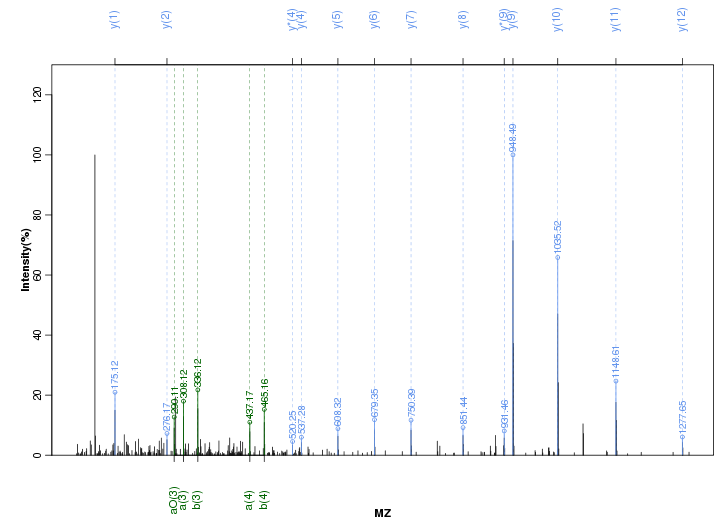 y(1)
y(2)
y*(4)
y(4)
y(5)
y(6)
y(7)
y(8)
y*(9)
y(9)
y(10)
y(11)
y(12)
Intensity(%)
0
20
40
60
80
100
120
175.12
276.17
290.11
308.12
336.12
437.17
465.16
520.25
537.28
608.32
679.35
750.39
851.44
931.46
948.49
1035.52
1148.61
1277.65
aO(3)
a(3)
b(3)
a(4)
b(4)
MZ